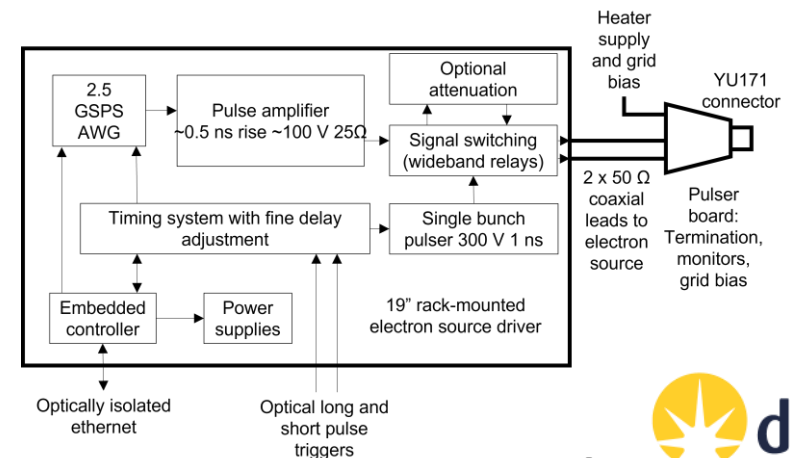 Heater
supply
and grid
bias
YU171
connector
2.5
GSPS
AWG
Pulse amplifier
~0.5 ns rise ~100 V 25Ω
Optional
attenuation
Signal switching
(wideband relays)
2 x 50 Ω
coaxial
leads to
electron
source
Pulser
board:
Termination,
monitors,
grid bias
Timing system with fine delay
adjustment
Single bunch
pulser 300 V 1 ns
Embedded
controller
Power
supplies
19” rack-mounted
electron source driver
Optically isolated
ethernet
Optical long and
short pulse
triggers
d